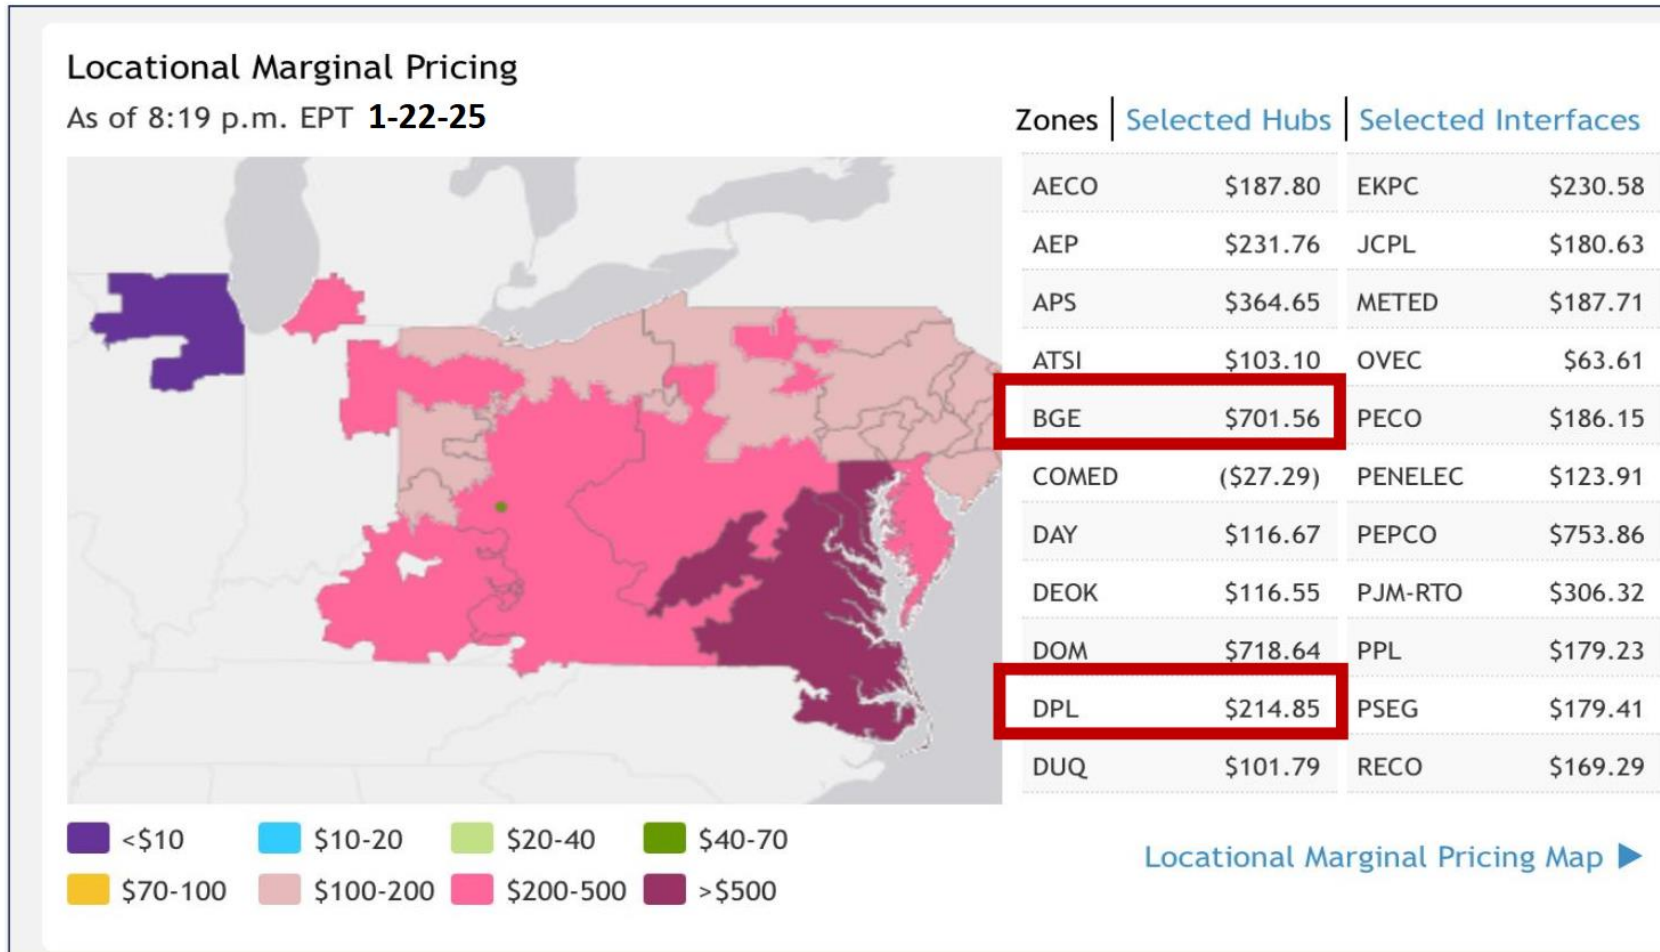 Locational Marginal Pricing
As of 8:19 p.m. EPT 1-22-25
Zones | Selected Hubs | Selected Interfaces
AECO $187.80 EKPC $230.58
AEP $231.76 JCPL $180.63
APS $364.65 METED $187.71
ATSI $103.10 OVEC $63.61
BGE $701.56 PECO $186.15
COMED ($27.29) PENELEC $123.91
DAY $116.67 PEPCO $753.86
DEOK $116.55 PJM-RTO $306.32
DOM $718.64 PPL $179.23
DPL $214.85 PSEG $179.41
DUQ $101.79 RECO $169.29
<$10 $10-20 $20-40 $40-70
$70-100 $100-200 $200-500 >$500
Locational Marginal Pricing Map